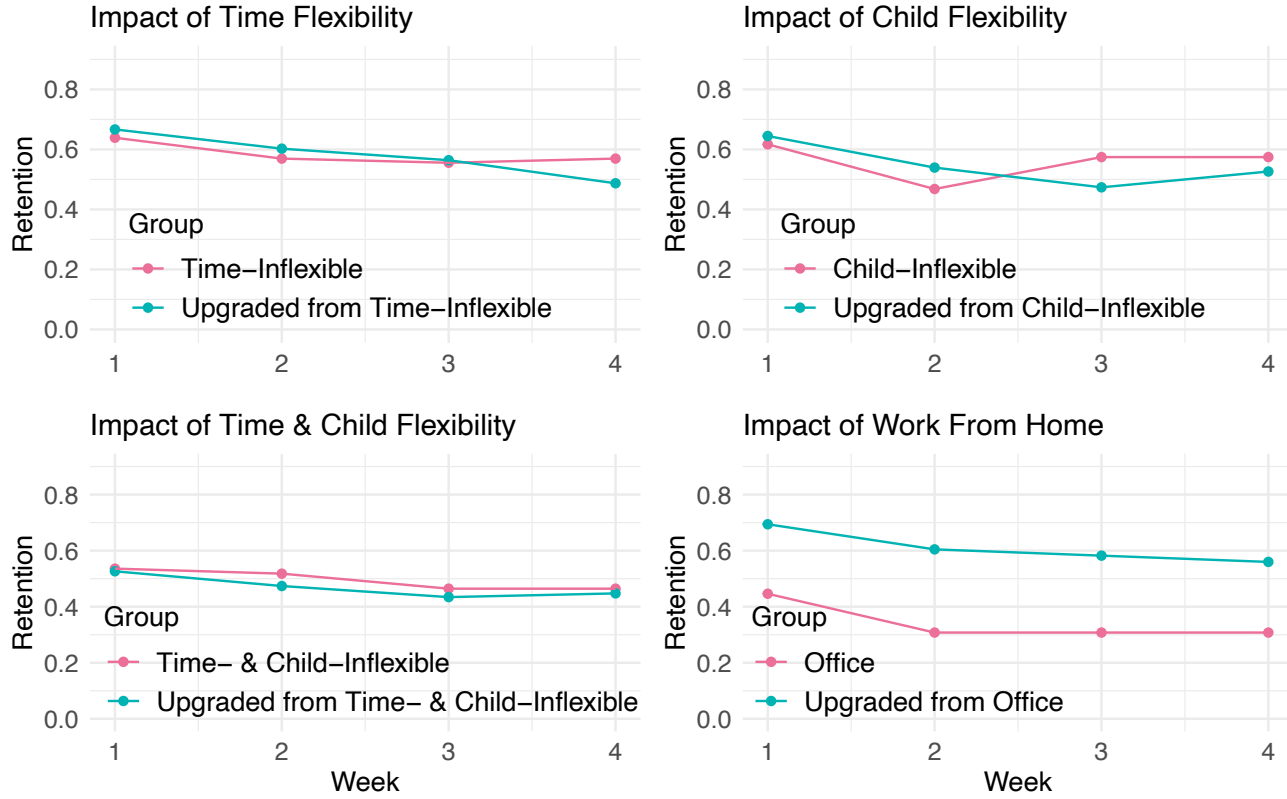 Impact of Time Flexibility
Retention
0.8
0.6
0.4
0.2
0.0
Group
Time−Inflexible
Upgraded from Time−Inflexible
1 2 3 4
Impact of Child Flexibility
Retention
0.8
0.6
0.4
0.2
0.0
Group
Child−Inflexible
Upgraded from Child−Inflexible
1 2 3 4
Impact of Time & Child Flexibility
Retention
0.8
0.6
0.4
0.2
0.0
Group
Time− & Child−Inflexible
Upgraded from Time− & Child−Inflexible
1 2 3 4
Week
Impact of Work From Home
Retention
0.8
0.6
0.4
0.2
0.0
Group
Office
Upgraded from Office
1 2 3 4
Week